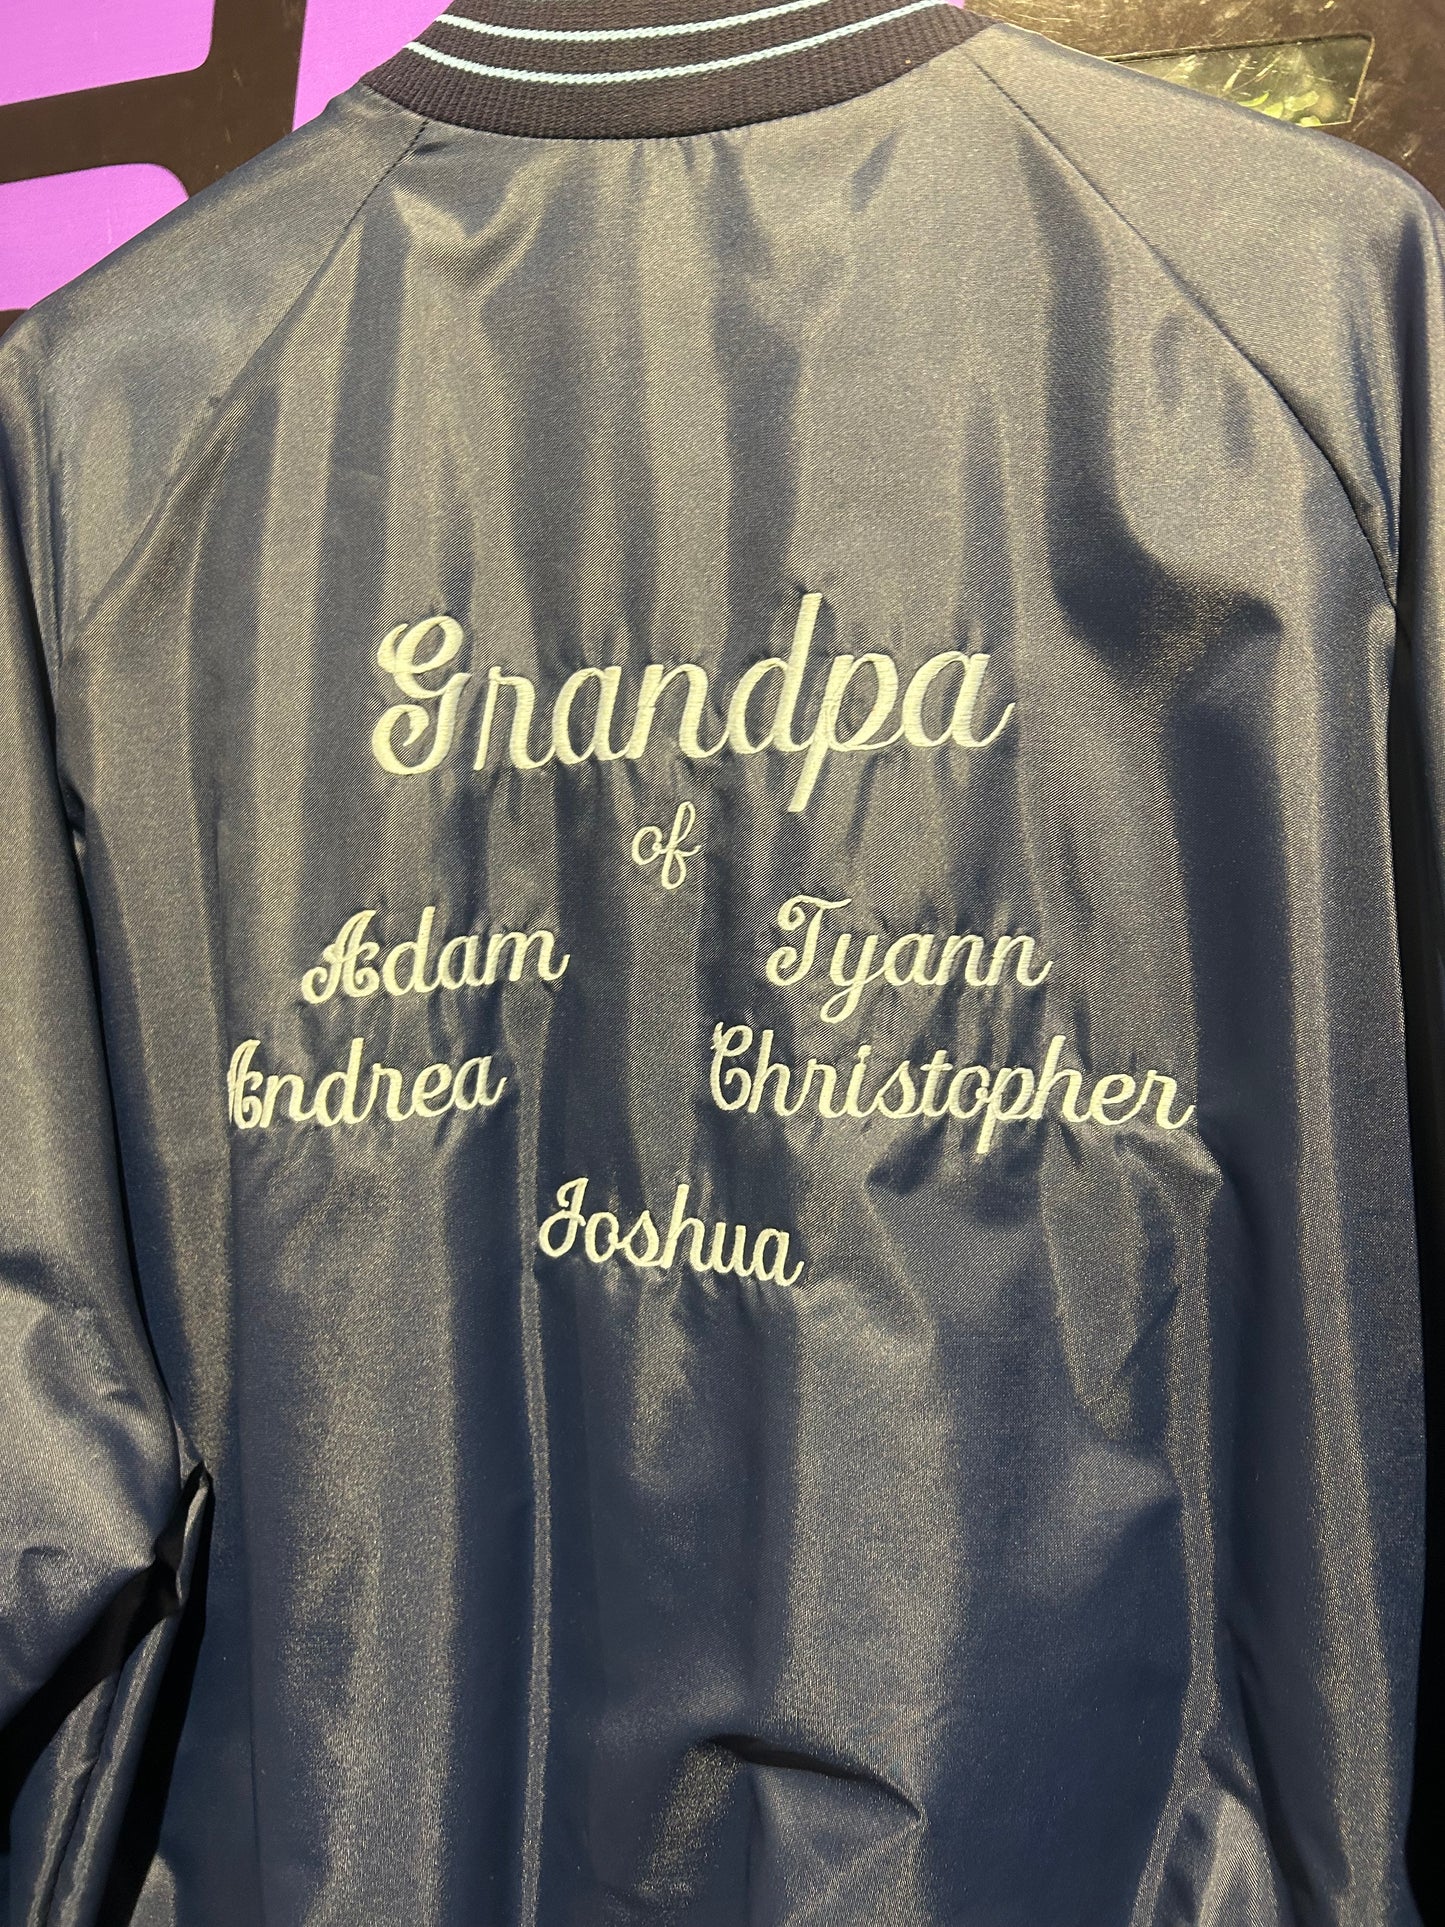 Grandpa
of
Adam Tyann
Andrea Christopher
Joshua